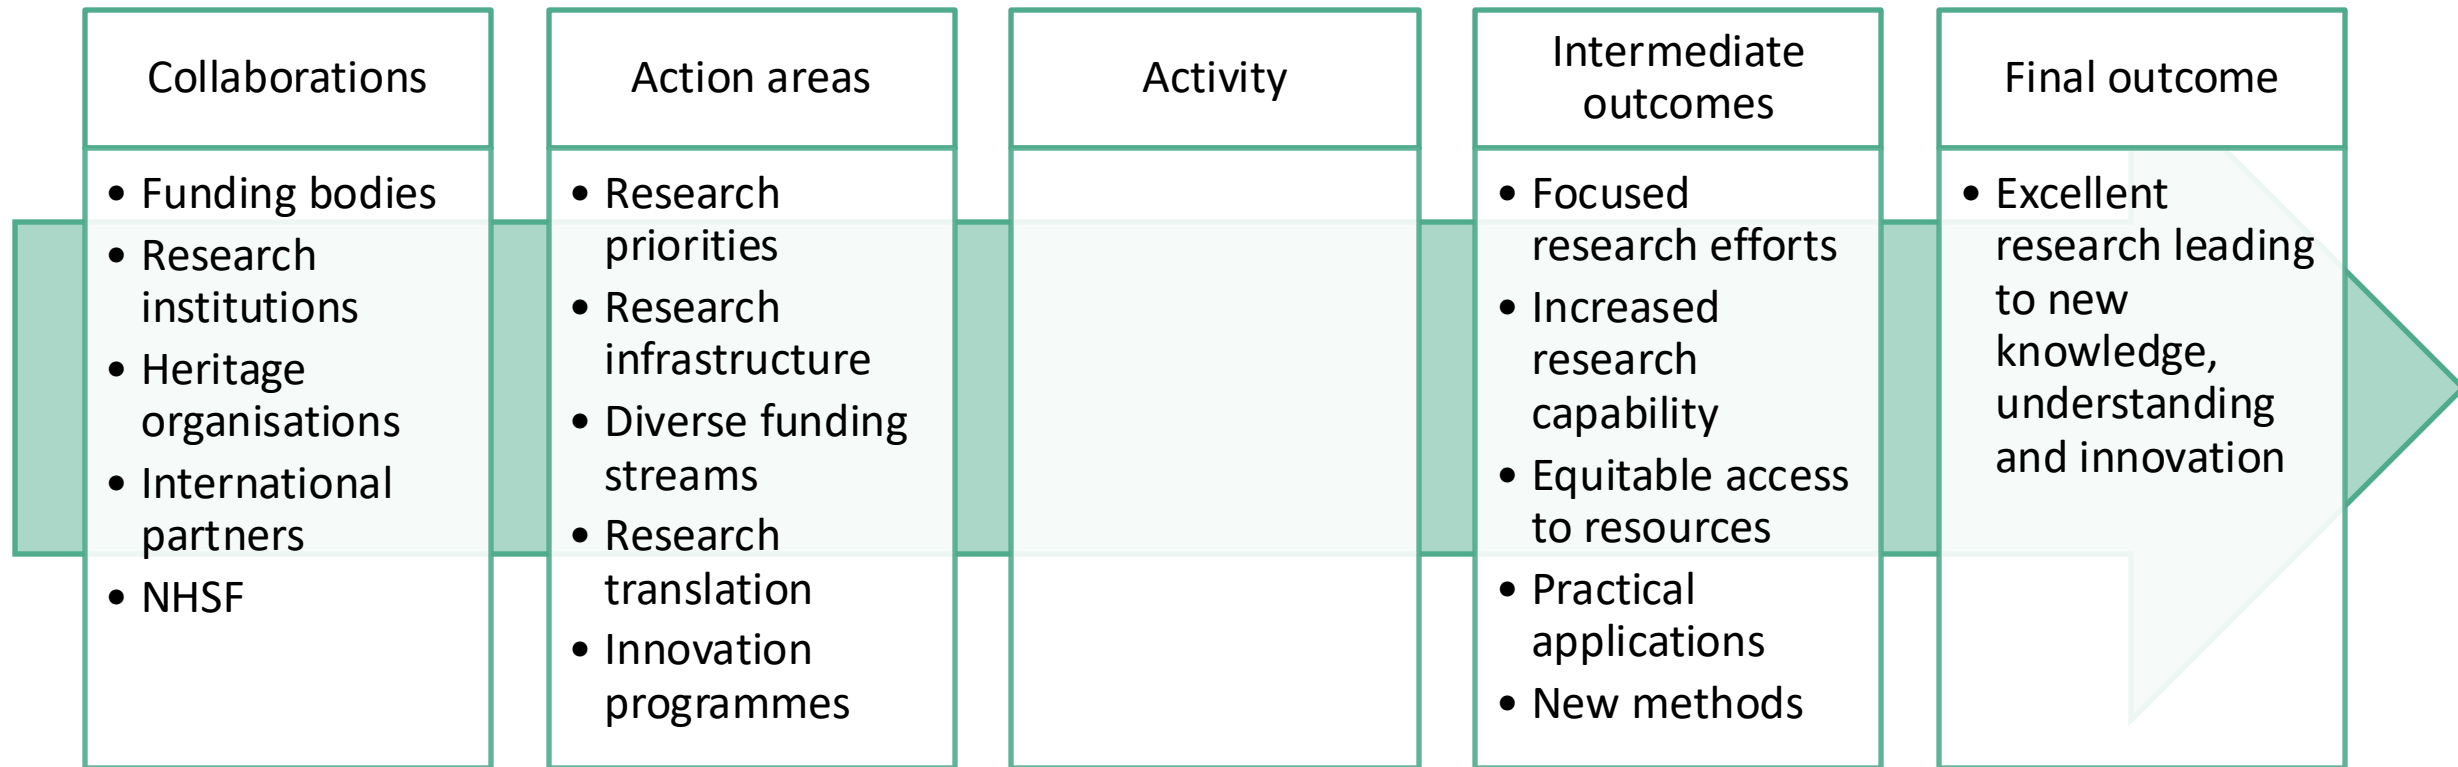 Collaborations
• Funding bodies
• Research
institutions
• Heritage
organisations
• International
partners
• NHSF
Action areas
• Research
priorities
• Research
infrastructure
• Diverse funding
streams
• Research
translation
• Innovation
programmes
Activity
Intermediate
outcomes
• Focused
research efforts
• Increased
research
capability
• Equitable access
to resources
• Practical
applications
• New methods
Final outcome
• Excellent
research leading
to new
knowledge,
understanding
and innovation